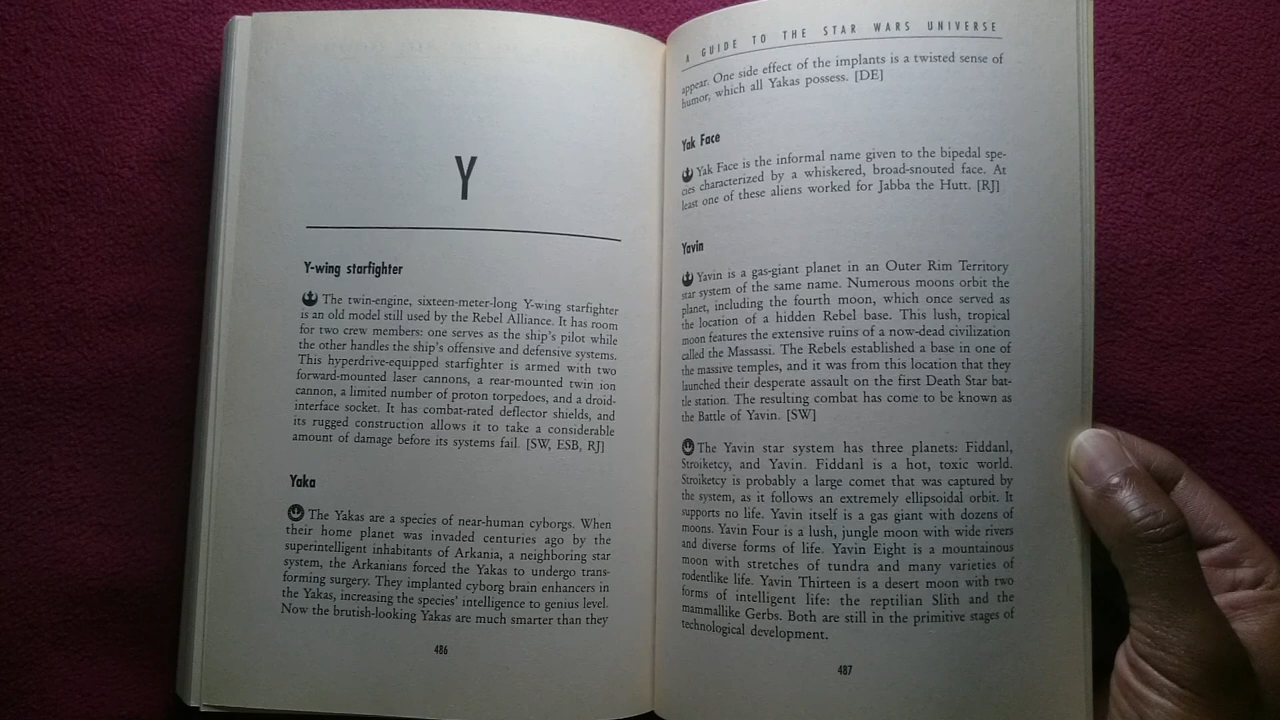 Y
Y-wing starfighter
The twin-engine, sixteen-meter-long Y-wing starfighter
is an old model still used by the Rebel Alliance. It has room
for two crew members: one serves as the ship's pilot while
the other handles the ship's offensive and defensive systems.
This hyperdrive-equipped starfighter is armed with two
forward-mounted laser cannons, a rear-mounted twin ion
cannon, a limited number of proton torpedoes, and a droid-
interface socket. It has combat-rated deflector shields, and
its rugged construction allows it to take a considerable
amount of damage before its systems fail. [SW, ESB, RJ]
Yaka
The Yakas are a species of near-human cyborgs. When
their home planet was invaded centuries ago by the
superintelligent inhabitants of Arkania, a neighboring star
system, the Arkanians forced the Yakas to undergo trans-
forming surgery. They implanted cyborg brain enhancers in
the Yakas, increasing the species' intelligence to genius level.
Now the brutish-looking Yakas are much smarter than they
486
A GUIDE TO THE STAR WARS UNIVERSE
appear. One side effect of the implants is a twisted sense of
humor, which all Yakas possess. [DE]
Yak Face
Yak Face is the informal name given to the bipedal spe-
cies characterized by a whiskered, broad-snouted face. At
least one of these aliens worked for Jabba the Hutt. [RJ]
Yavin
Yavin is a gas-giant planet in an Outer Rim Territory
star system of the same name. Numerous moons orbit the
planet, including the fourth moon, which once served as
the location of a hidden Rebel base. This lush, tropical
moon features the extensive ruins of a now-dead civilization
called the Massassi. The Rebels established a base in one of
the massive temples, and it was from this location that they
launched their desperate assault on the first Death Star bat-
tle station. The resulting combat has come to be known as
the Battle of Yavin. [SW]
The Yavin star system has three planets: Fiddanl,
Stroiketcy, and Yavin. Fiddanl is a hot, toxic world.
Stroiketcy is probably a large comet that was captured by
the system, as it follows an extremely ellipsoidal orbit. It
supports no life. Yavin itself is a gas giant with dozens of
moons. Yavin Four is a lush, jungle moon with wide rivers
and diverse forms of life. Yavin Eight is a mountainous
moon with stretches of tundra and many varieties of
rodentlike life. Yavin Thirteen is a desert moon with two
forms of intelligent life: the reptilian Slith and the
mammallike Gerbs. Both are still in the primitive stages of
technological development.
487